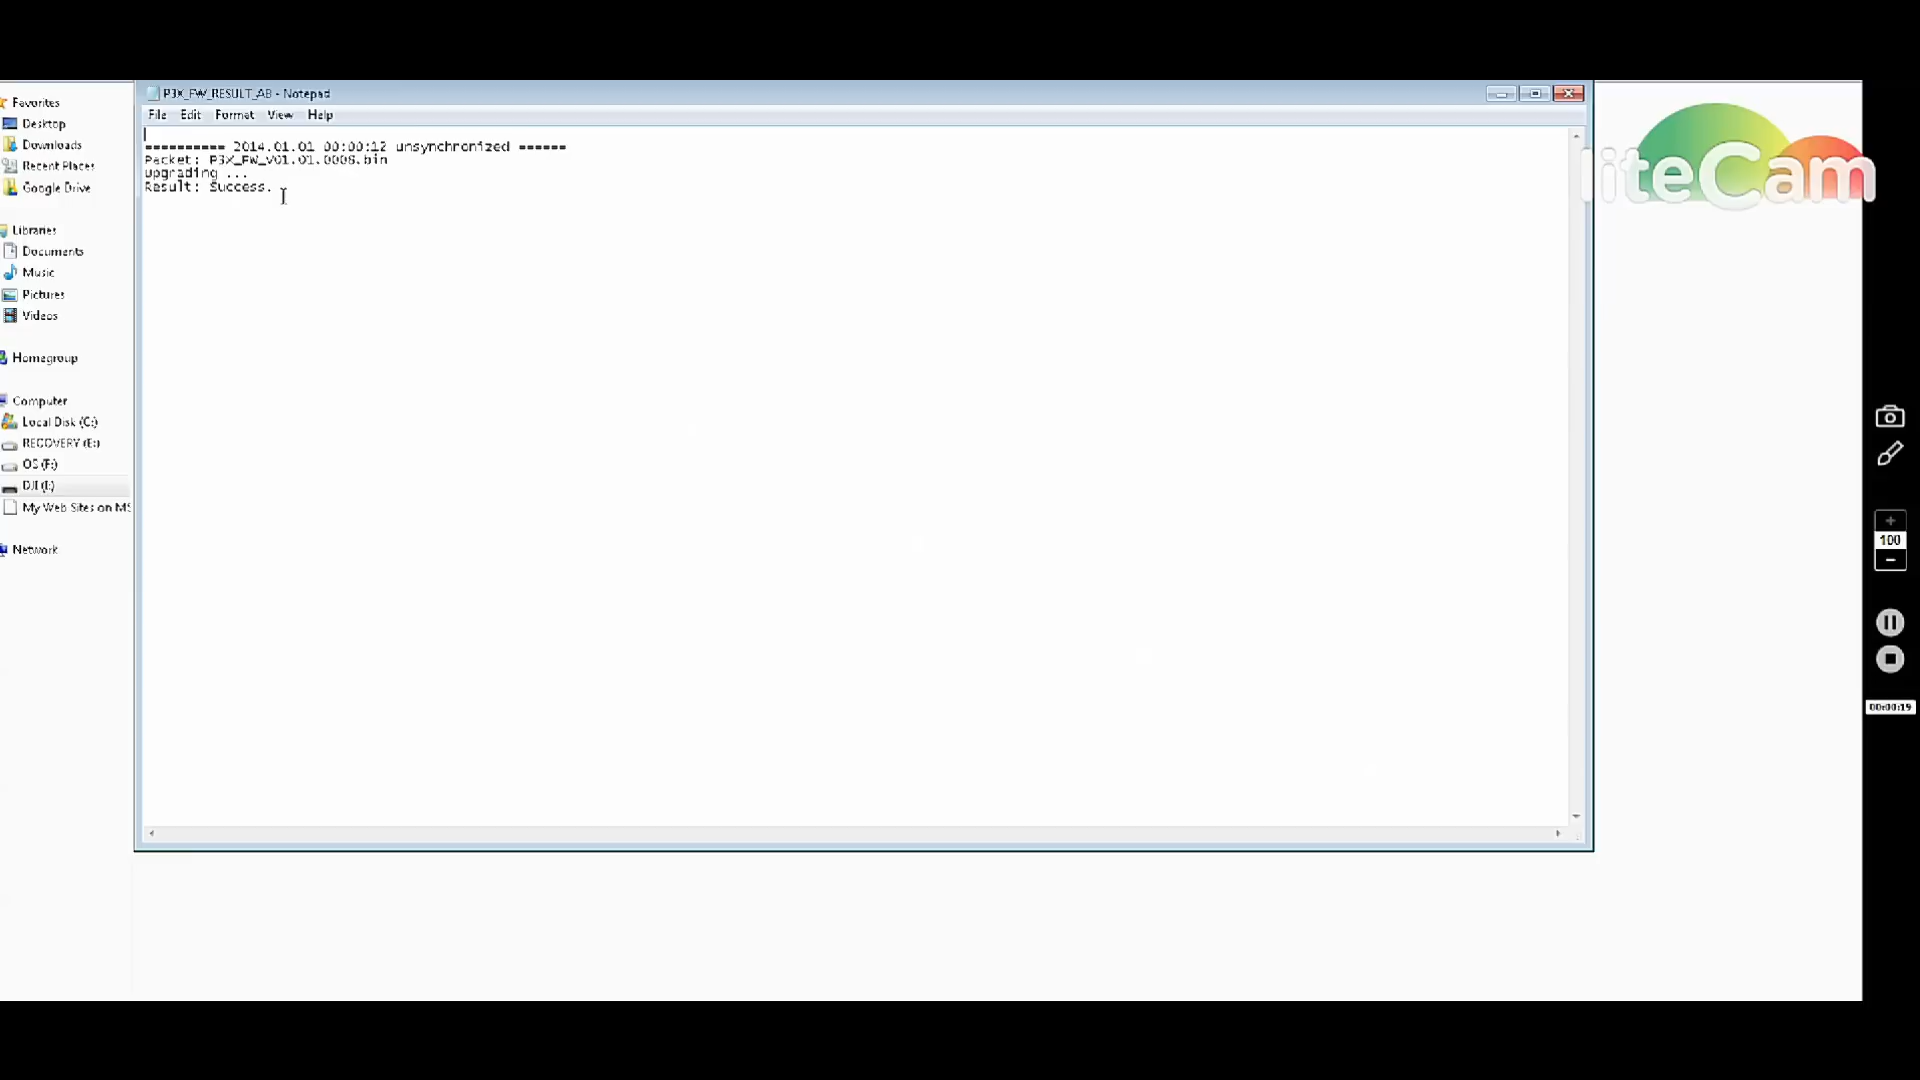 P3X_FW_RESULT_AB - Notepad
File Edit Format View Help
========== 2014.01.01 00:00:12 unsynchronized ======
Packet: P3X_FW_V01.01.0008.bin
Upgrading ...
Result: Success.
Favorites
Desktop
Downloads
Recent Places
Google Drive
Libraries
Documents
Music
Pictures
Videos
Homegroup
Computer
Local Disk (C:)
RECOVERY (E:)
OS (F:)
DJI (I:)
My Web Sites on MS
Network
liteCam
100
00:00:19